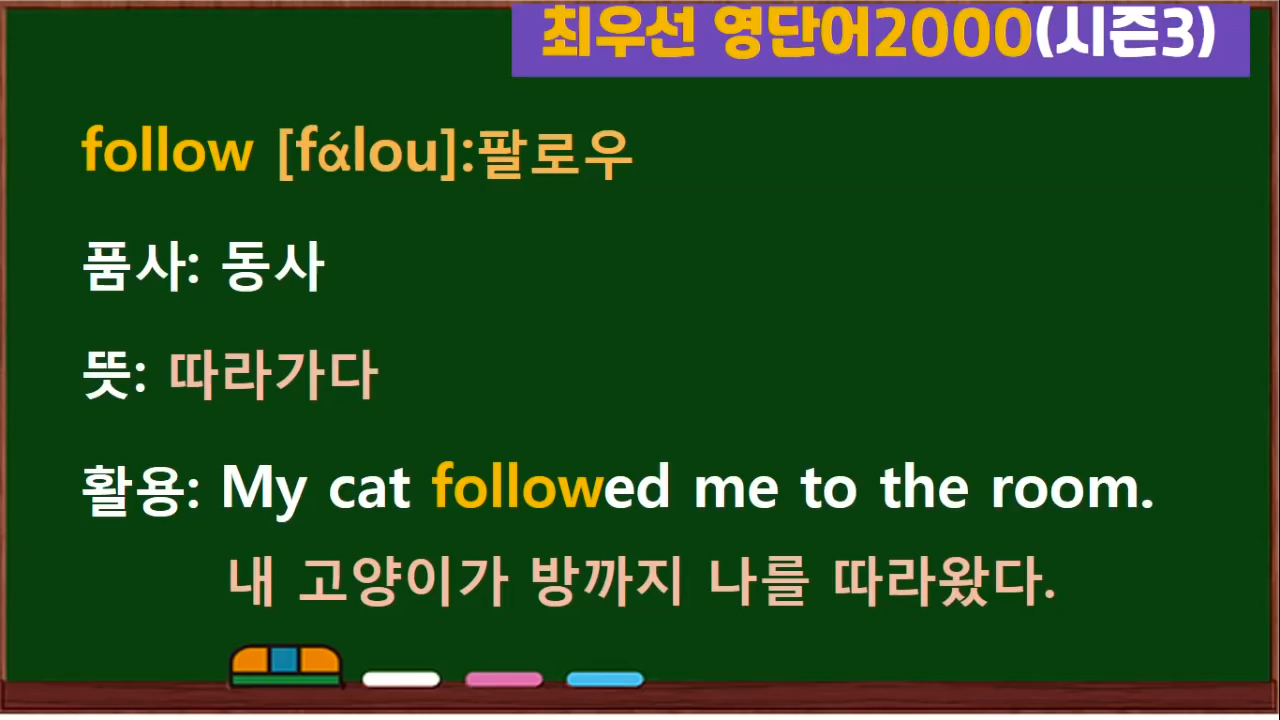 최우선 영단어2000(시즌3)
follow [fάlou]:팔로우
품사: 동사
뜻: 따라가다
활용: My cat followed me to the room.
내 고양이가 방까지 나를 따라왔다.